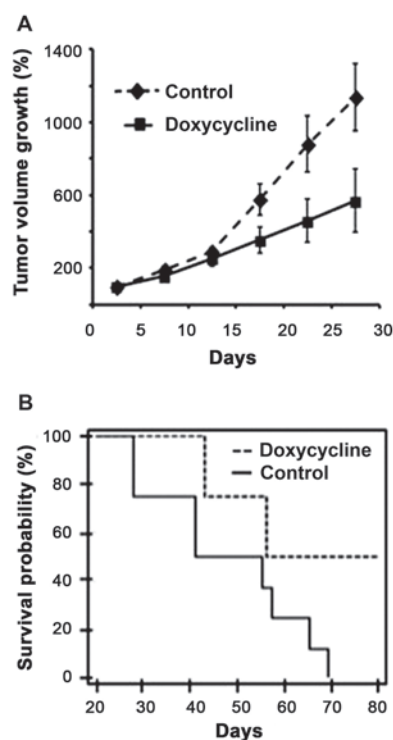 A
Tumor volume growth (%)
1400
1000
600
200
Control
Doxycycline
0 5 10 15 20 25 30
Days
B
Survival probability (%)
100
80
60
40
20
0
Doxycycline
Control
20 30 40 50 60 70 80
Days